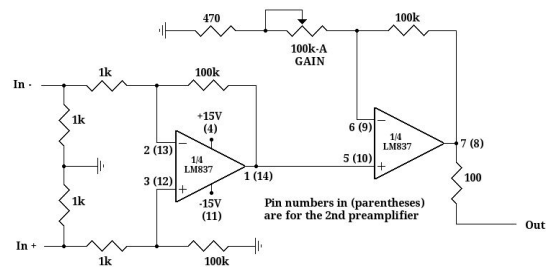 470
100k
100k-A
GAIN
1k
100k
In -
+15V
(4)
1k
6 (9)
−
1/4
LM837
7 (8)
2 (13)
−
1/4
LM837
5 (10)
+
1 (14)
3 (12)
+
100
1k
-15V
(11)
Pin numbers in (parentheses)
are for the 2nd preamplifier
Out
In +
1k
100k